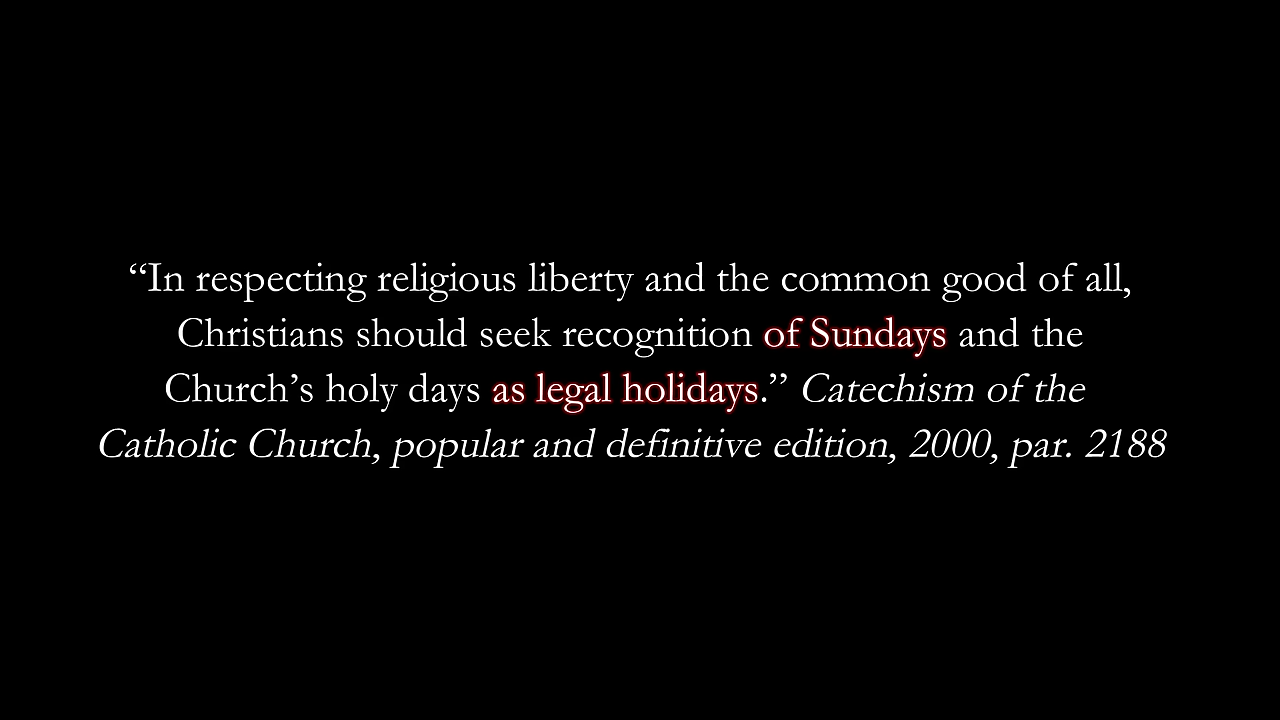 “In respecting religious liberty and the common good of all,
Christians should seek recognition of Sundays and the
Church’s holy days as legal holidays.” Catechism of the
Catholic Church, popular and definitive edition, 2000, par. 2188